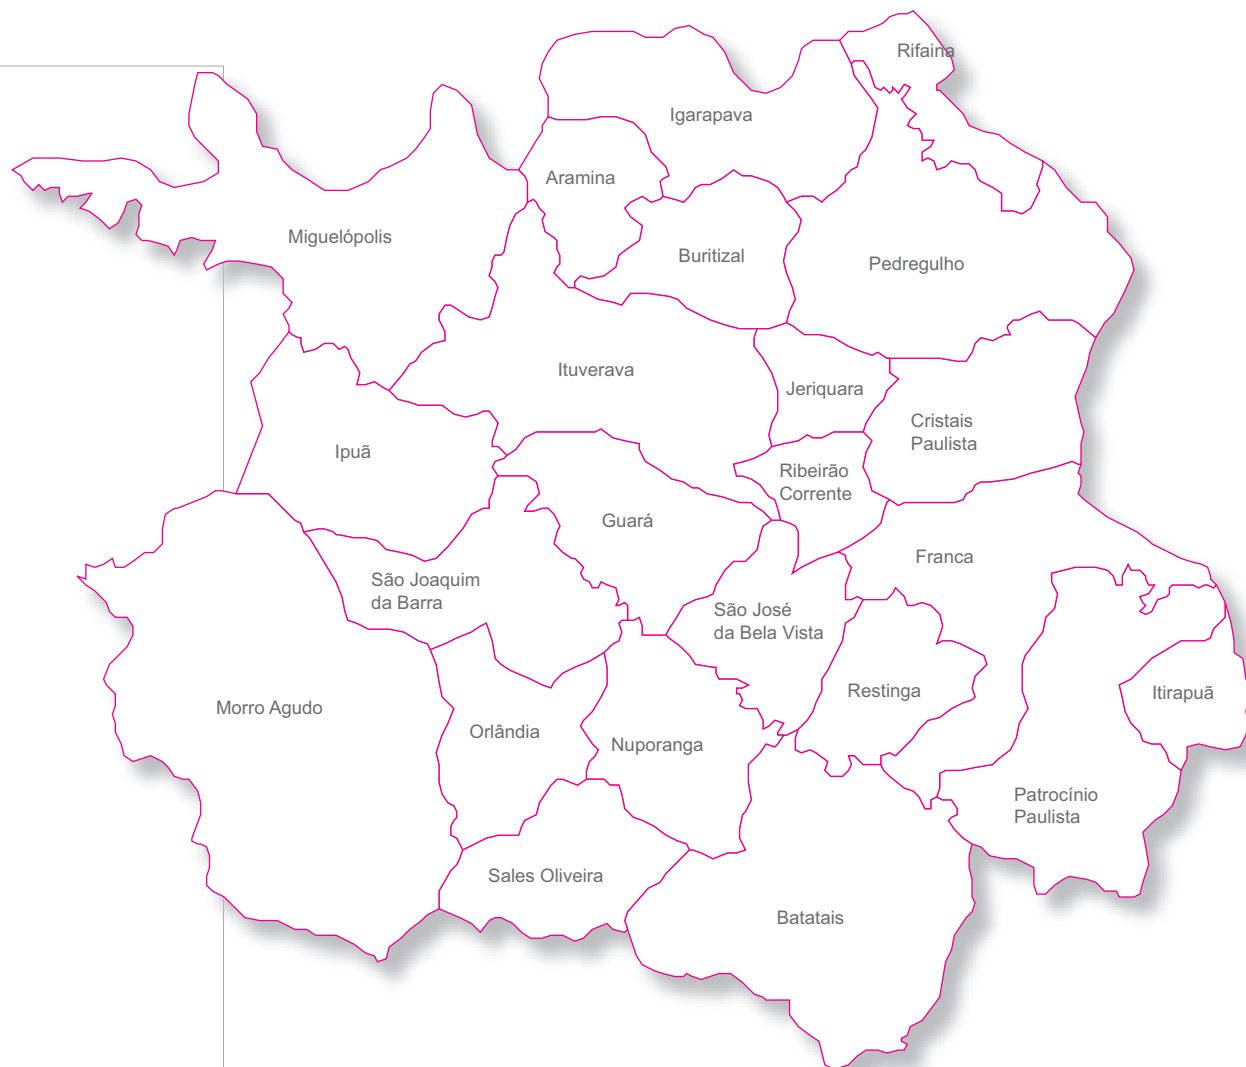 Rifaina
Igarapava
Aramina
Miguelópolis
Buritizal
Pedregulho
Ituverava
Jeriquara
Cristais
Paulista
Ipuã
Ribeirão
Corrente
Guará
Franca
São Joaquim
da Barra
São José
da Bela Vista
Restinga
Itirapuã
Morro Agudo
Orlândia
Nuporanga
Patrocínio
Paulista
Sales Oliveira
Batatais